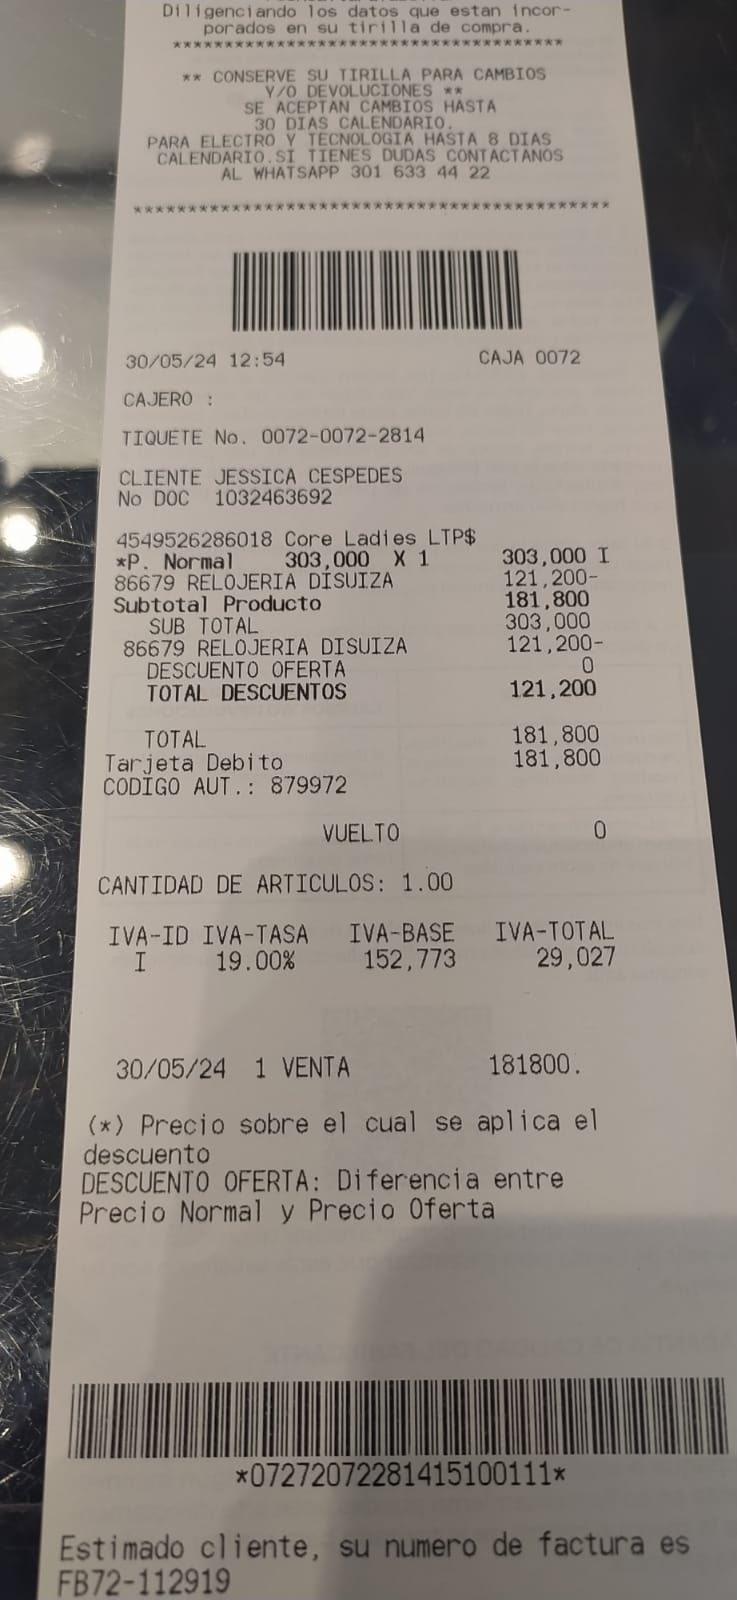 Diligenciando los datos que estan incor-
porados en su tirilla de compra.
****************************************
** CONSERVE SU TIRILLA PARA CAMBIOS
Y/O DEVOLUCIONES **
SE ACEPTAN CAMBIOS HASTA
30 DIAS CALENDARIO.
PARA ELECTRO Y TECNOLOGIA HASTA 8 DIAS
CALENDARIO.SI TIENES DUDAS CONTACTANOS
AL WHATSAPP 301 633 44 22
********************************************
30/05/24 12:54 CAJA 0072
CAJERO :
TIQUETE No. 0072-0072-2814
CLIENTE JESSICA CESPEDES
No DOC 1032463692
4549526286018 Core Ladies LTP$
*P. Normal 303,000 X 1 303,000 I
86679 RELOJERIA DISUIZA 121,200-
Subtotal Producto 181,800
SUB TOTAL 303,000
86679 RELOJERIA DISUIZA 121,200-
DESCUENTO OFERTA 0
TOTAL DESCUENTOS 121,200
TOTAL 181,800
Tarjeta Debito 181,800
CODIGO AUT.: 879972
VUELTO 0
CANTIDAD DE ARTICULOS: 1.00
IVA-ID IVA-TASA IVA-BASE IVA-TOTAL
I 19.00% 152,773 29,027
30/05/24 1 VENTA 181800.
(*) Precio sobre el cual se aplica el
descuento
DESCUENTO OFERTA: Diferencia entre
Precio Normal y Precio Oferta
*07272072281415100111*
Estimado cliente, su numero de factura es
FB72-112919